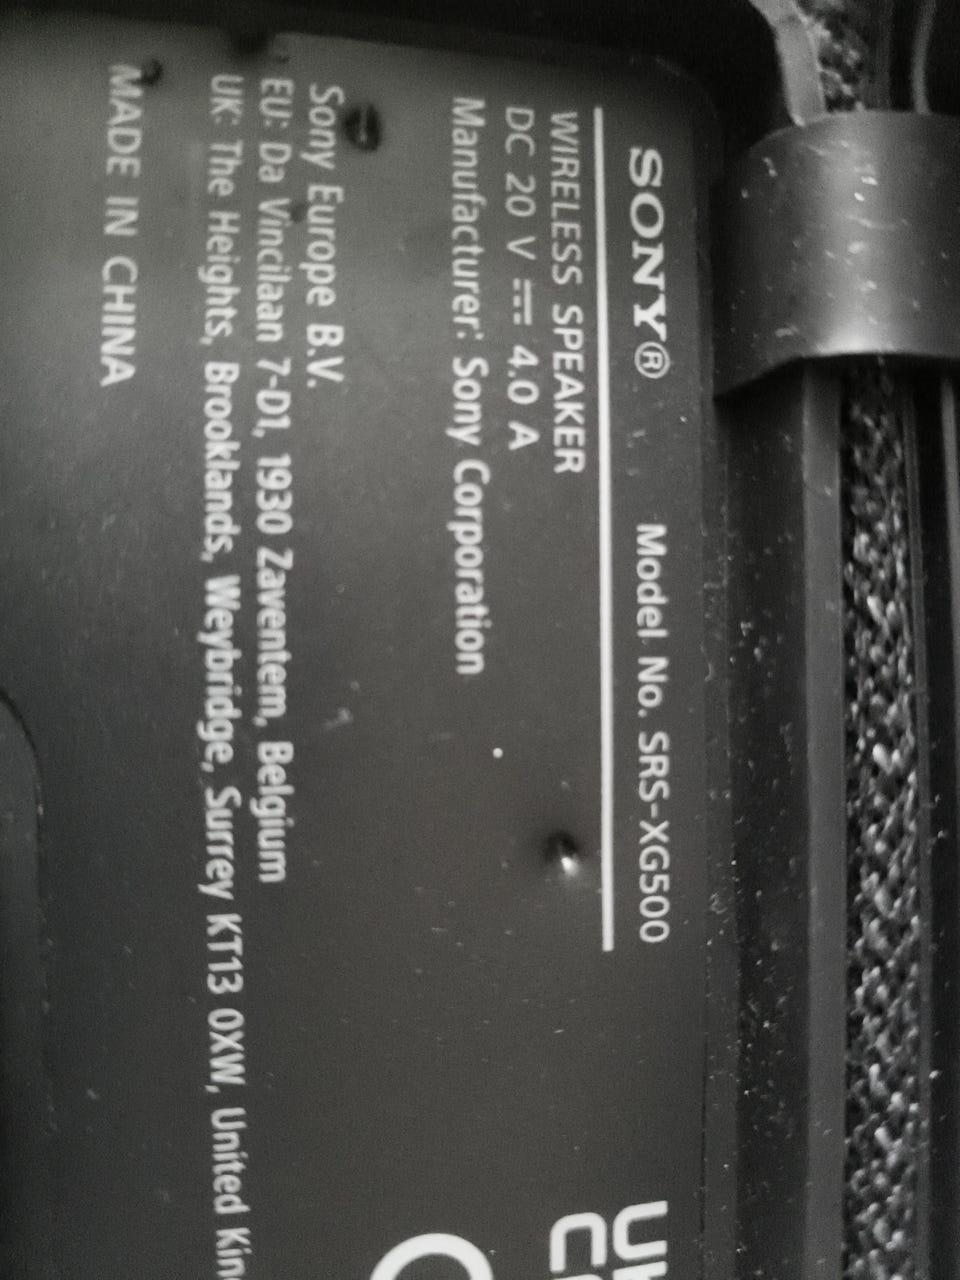 SONY® Model No. SRS-XG500
WIRELESS SPEAKER
DC 20 V ⎓ 4.0 A
Manufacturer: Sony Corporation
Sony Europe B.V.
EU: Da Vincilaan 7-D1, 1930 Zaventem, Belgium
UK: The Heights, Brooklands, Weybridge, Surrey KT13 0XW, United
MADE IN CHINA